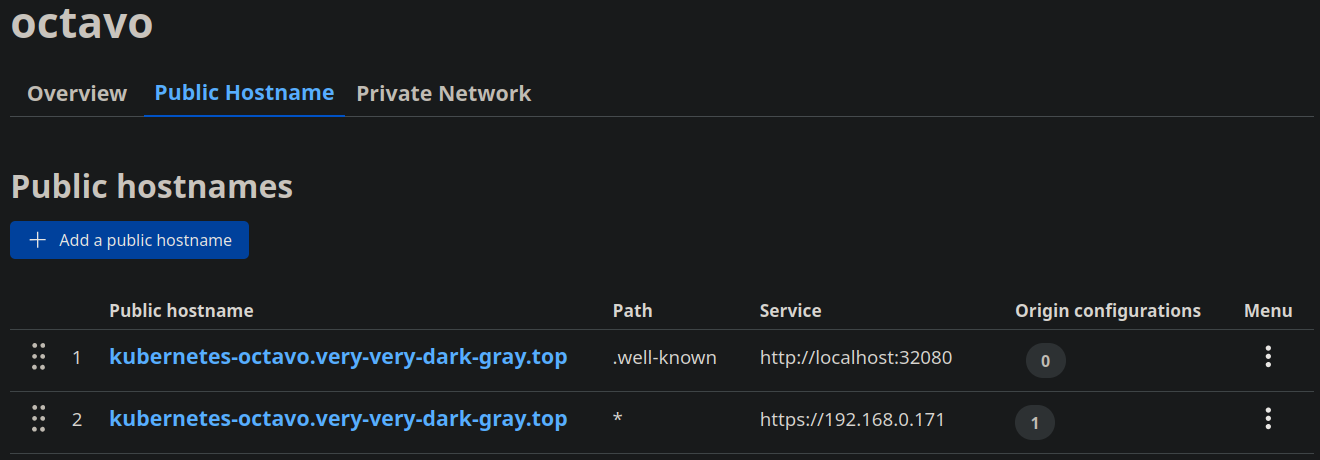 octavo
Overview Public Hostname Private Network
Public hostnames
+ Add a public hostname
Public hostname Path Service Origin configurations Menu
1 kubernetes-octavo.very-very-dark-gray.top .well-known http://localhost:32080 0
2 kubernetes-octavo.very-very-dark-gray.top * https://192.168.0.171 1